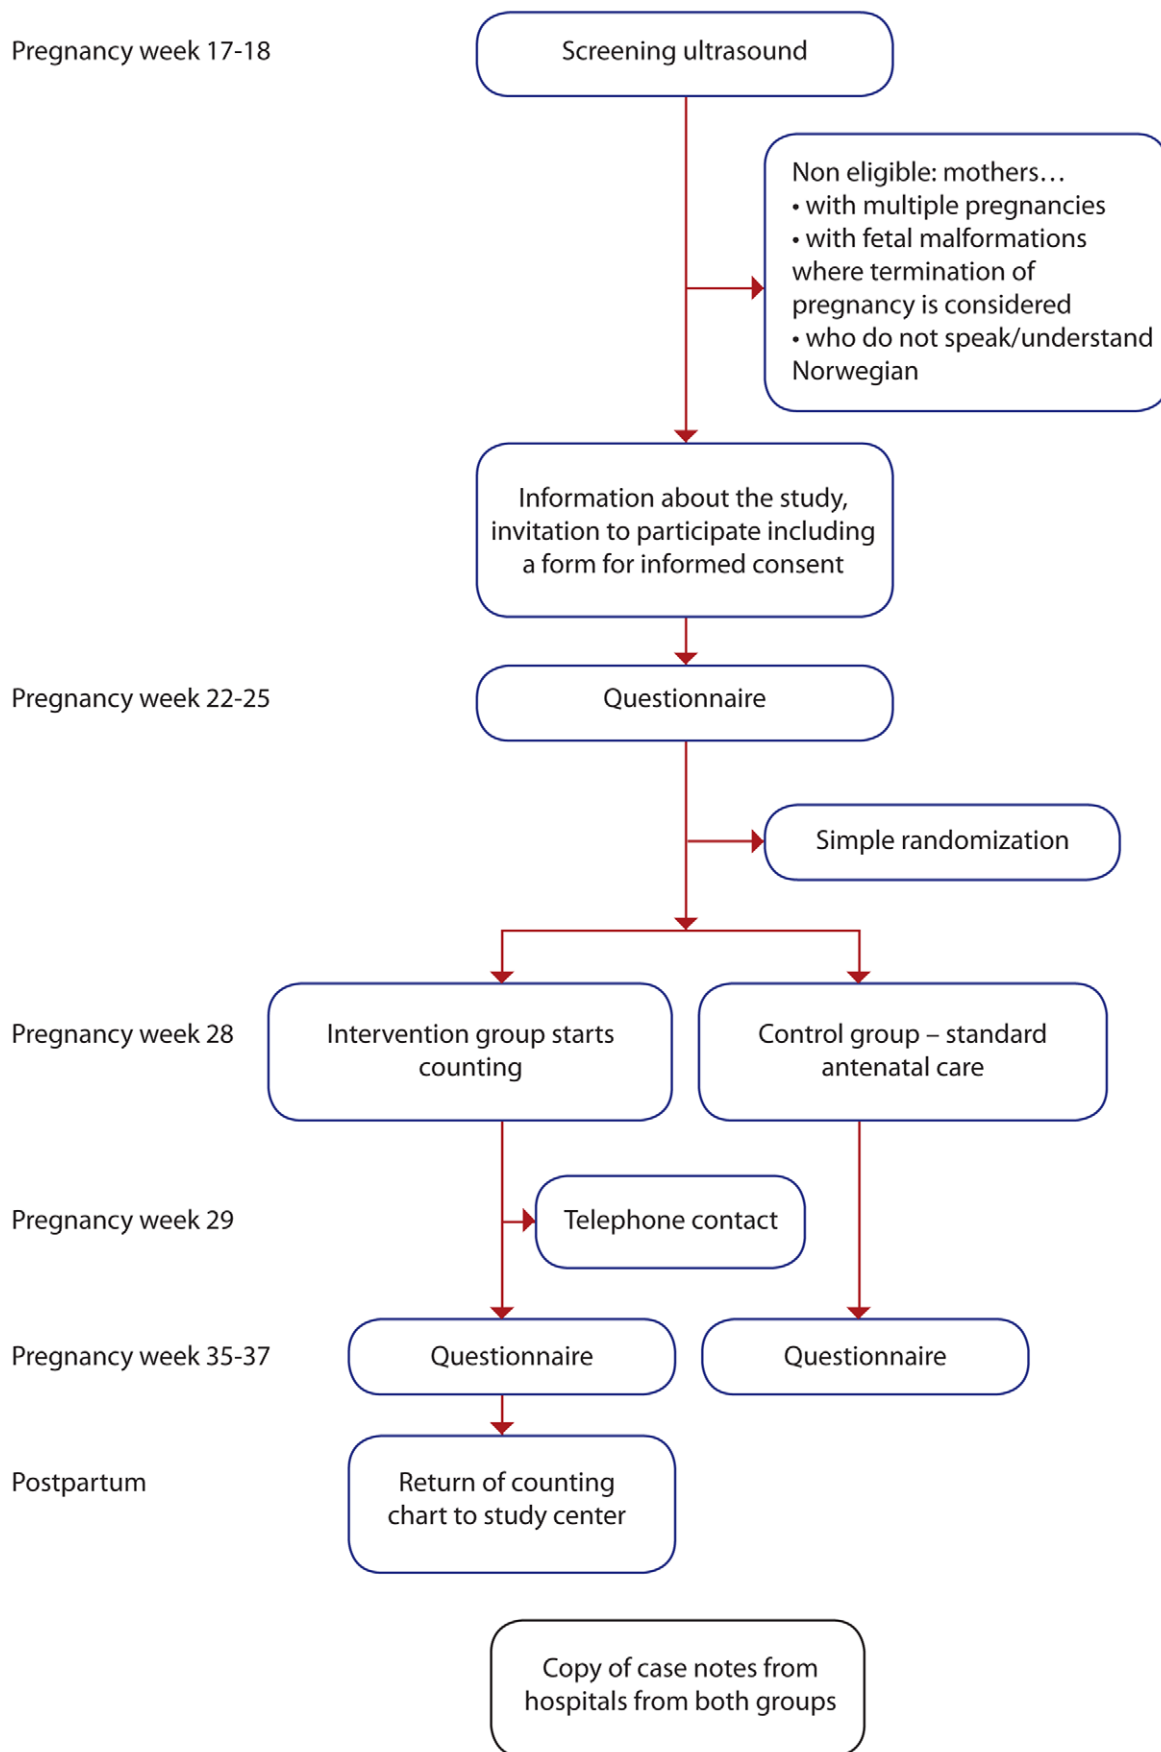 Pregnancy week 17-18
Screening ultrasound
Non eligible: mothers…
• with multiple pregnancies
• with fetal malformations
where termination of
pregnancy is considered
• who do not speak/understand
Norwegian
Information about the study,
invitation to participate including
a form for informed consent
Pregnancy week 22-25
Questionnaire
Simple randomization
Pregnancy week 28
Intervention group starts
counting
Control group – standard
antenatal care
Pregnancy week 29
Telephone contact
Pregnancy week 35-37
Questionnaire
Questionnaire
Postpartum
Return of counting
chart to study center
Copy of case notes from
hospitals from both groups